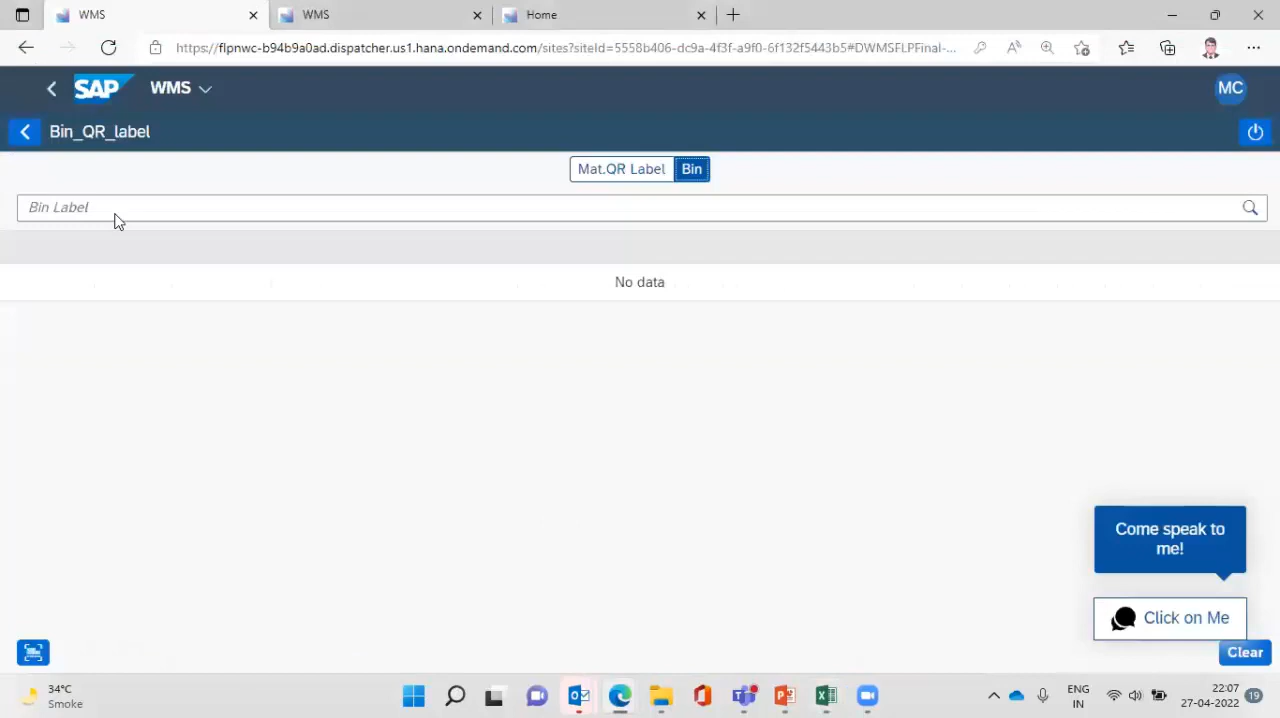 WMS
WMS
Home
https://flpnwc-b94b9a0ad.dispatcher.us1.hana.ondemand.com/sites?siteId=5558b406-dc9a-4f3f-a9f0-6f132f5443b5#DWMSFLPFinal-...
SAP
WMS
MC
Bin_QR_label
Mat.QR Label
Bin
Bin Label
No data
Come speak to
me!
Click on Me
Clear
34°C
Smoke
ENG
IN
22:07
27-04-2022
19